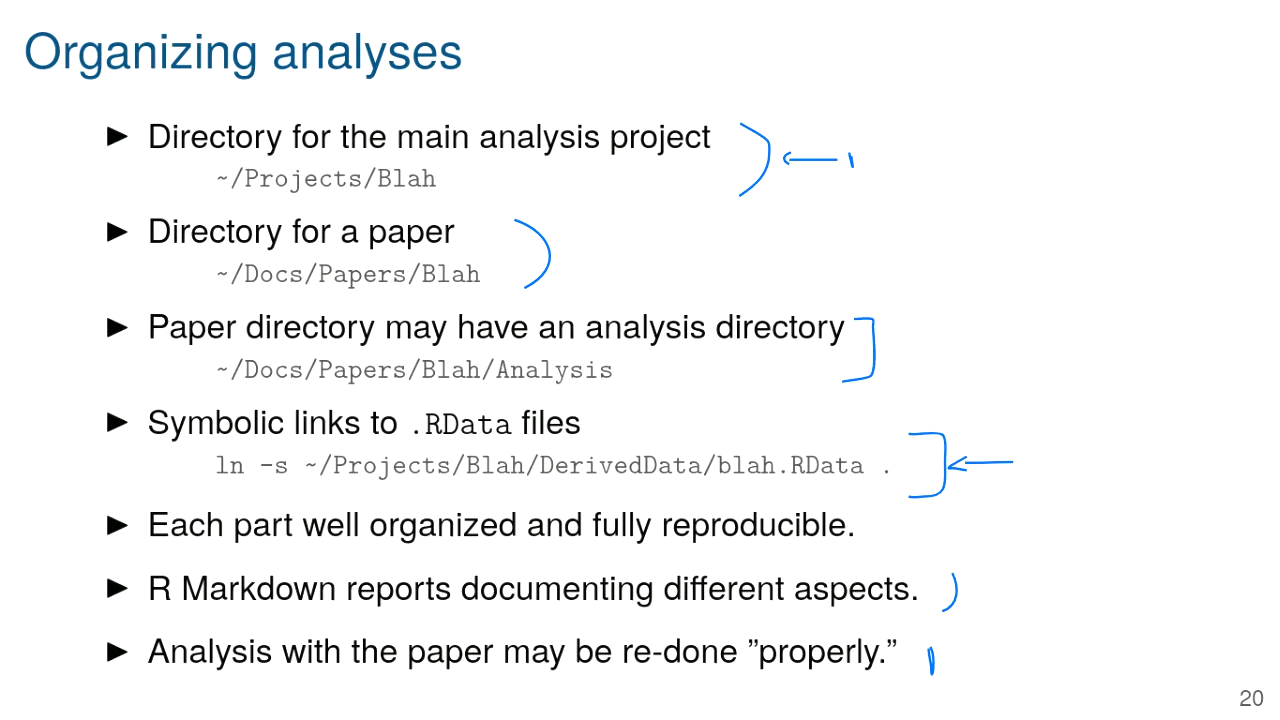 Organizing analyses
▶ Directory for the main analysis project
~/Projects/Blah
▶ Directory for a paper
~/Docs/Papers/Blah
▶ Paper directory may have an analysis directory
~/Docs/Papers/Blah/Analysis
▶ Symbolic links to .RData files
ln -s ~/Projects/Blah/DerivedData/blah.RData .
▶ Each part well organized and fully reproducible.
▶ R Markdown reports documenting different aspects.
▶ Analysis with the paper may be re-done ”properly.”
20